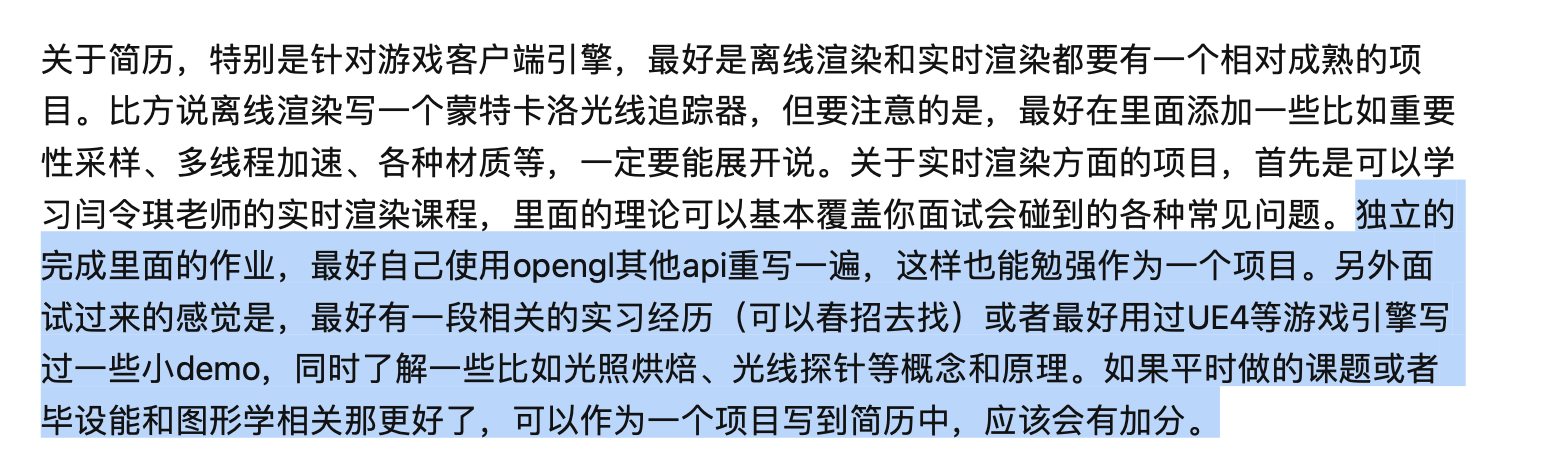 关于简历，特别是针对游戏客户端引擎，最好是离线渲染和实时渲染都要有一个相对成熟的项
目。比方说离线渲染写一个蒙特卡洛光线追踪器，但要注意的是，最好在里面添加一些比如重要
性采样、多线程加速、各种材质等，一定要能展开说。关于实时渲染方面的项目，首先是可以学
习闫令琪老师的实时渲染课程，里面的理论可以基本覆盖你面试会碰到的各种常见问题。独立的
完成里面的作业，最好自己使用opengl其他api重写一遍，这样也能勉强作为一个项目。另外面
试过来的感觉是，最好有一段相关的实习经历（可以春招去找）或者最好用过UE4等游戏引擎写
过一些小demo，同时了解一些比如光照烘焙、光线探针等概念和原理。如果平时做的课题或者
毕设能和图形学相关那更好了，可以作为一个项目写到简历中，应该会有加分。